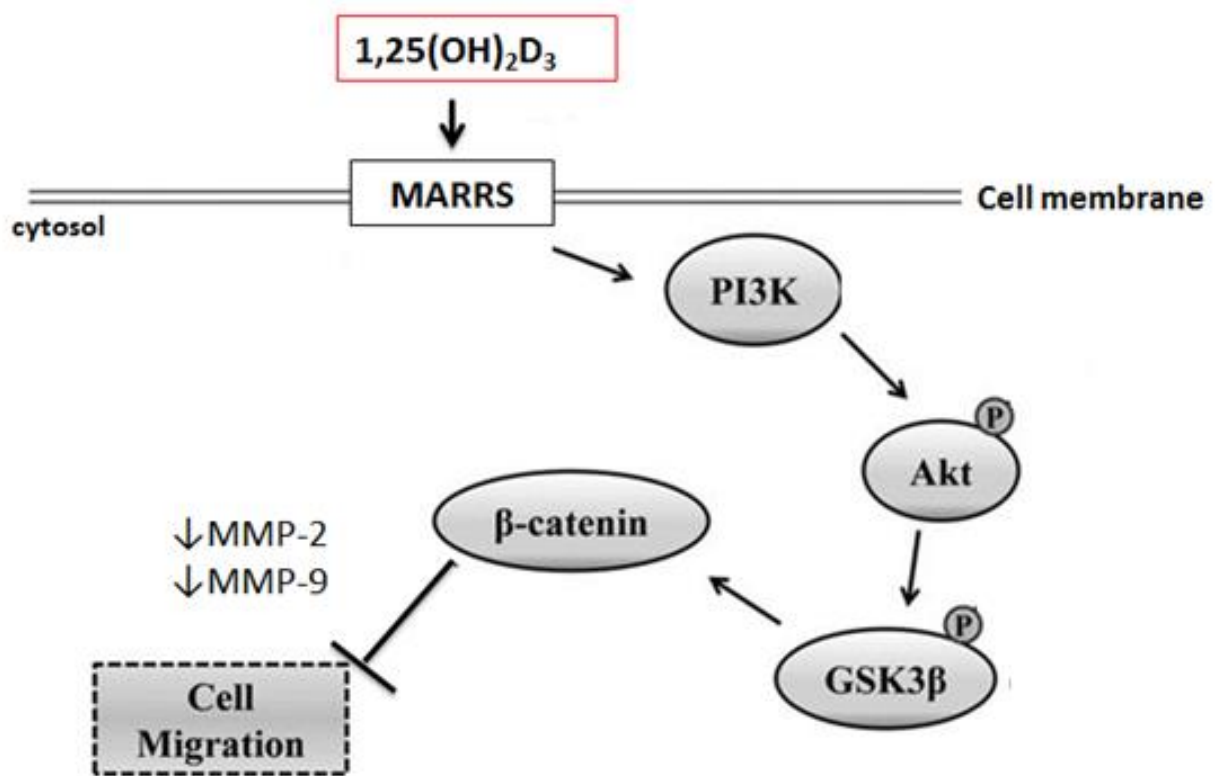 1,25(OH)₂D₃
MARRS
Cell membrane
cytosol
PI3K
P
Akt
β-catenin
↓MMP-2
↓MMP-9
P
GSK3β
Cell
Migration